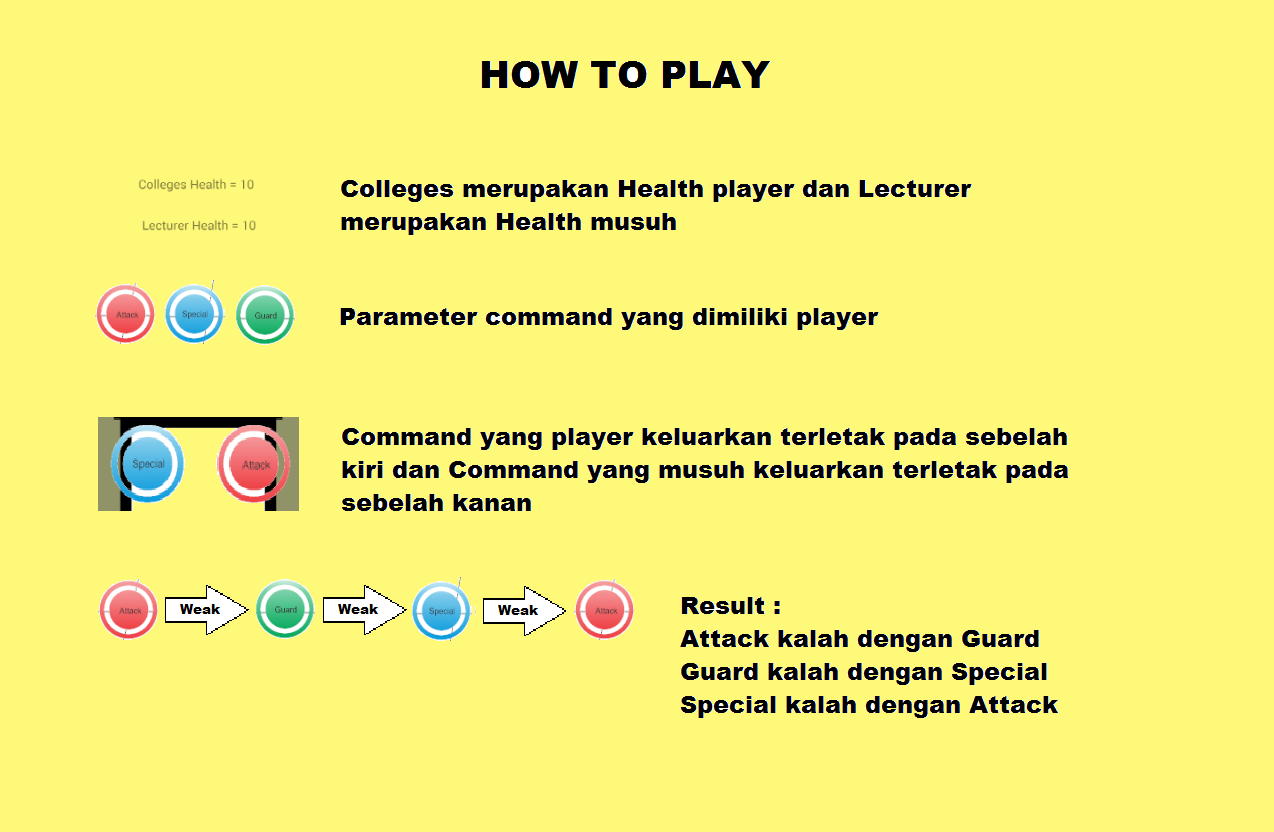 HOW TO PLAY
Colleges Health = 10
Lecturer Health = 10
Colleges merupakan Health player dan Lecturer
merupakan Health musuh
Attack Special Guard
Parameter command yang dimiliki player
Special Attack
Command yang player keluarkan terletak pada sebelah
kiri dan Command yang musuh keluarkan terletak pada
sebelah kanan
Attack Weak Guard Weak Special Weak Attack
Result :
Attack kalah dengan Guard
Guard kalah dengan Special
Special kalah dengan Attack